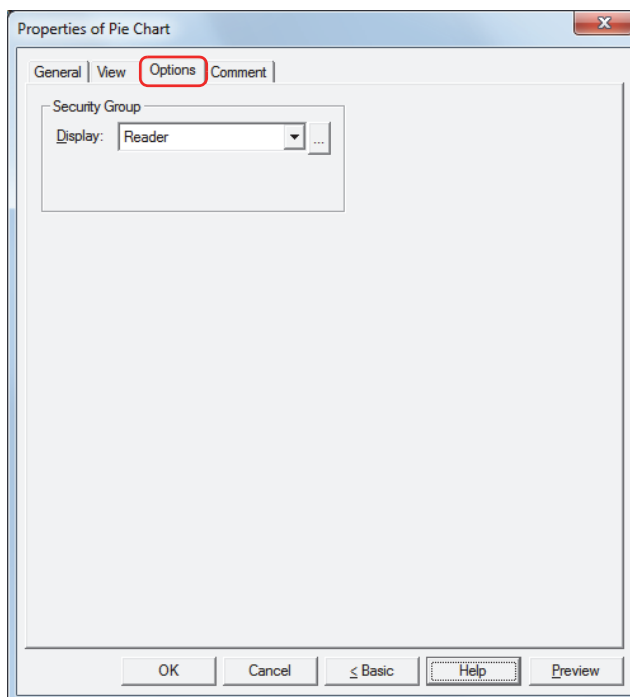 Properties of Pie Chart
General View Options Comment
Security Group
Display: Reader ...
OK Cancel < Basic Help Preview